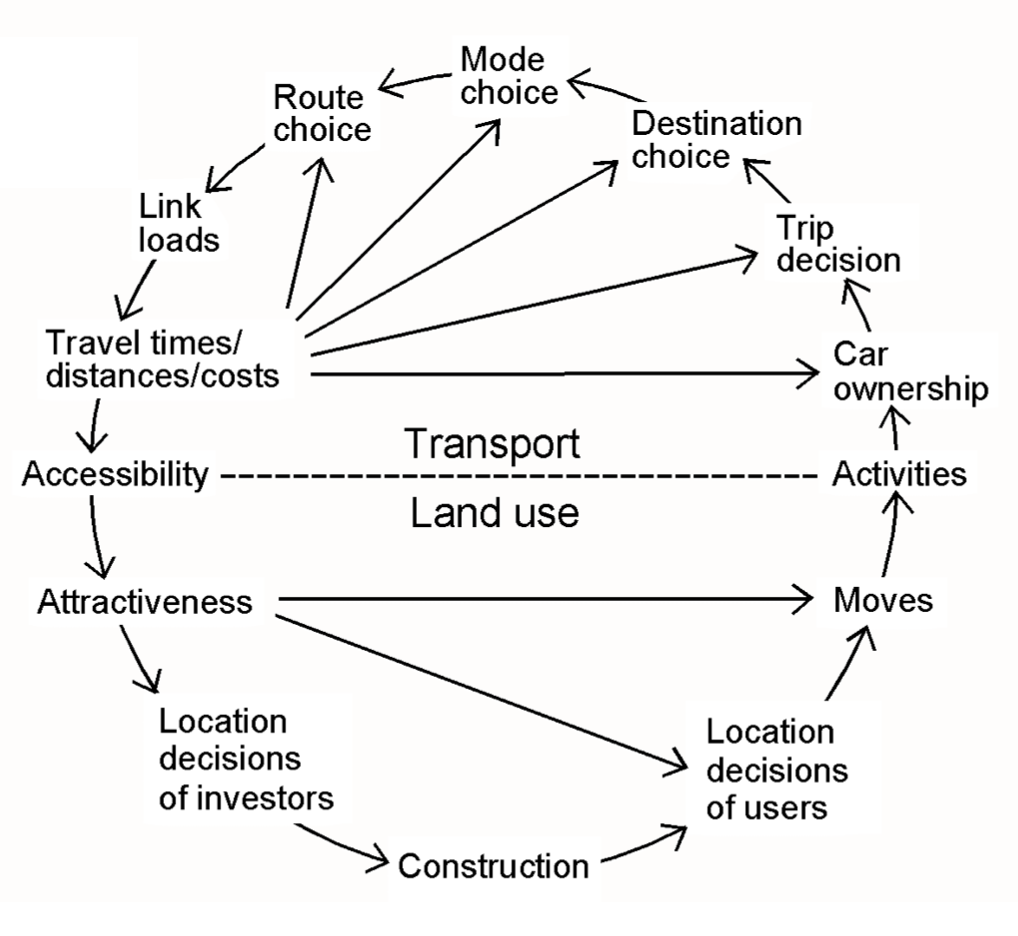 Mode
choice
Route
choice
Destination
choice
Link
loads
Trip
decision
Travel times/
distances/costs
Car
ownership
Transport
Accessibility
Activities
Land use
Attractiveness
Moves
Location
decisions
of investors
Location
decisions
of users
Construction